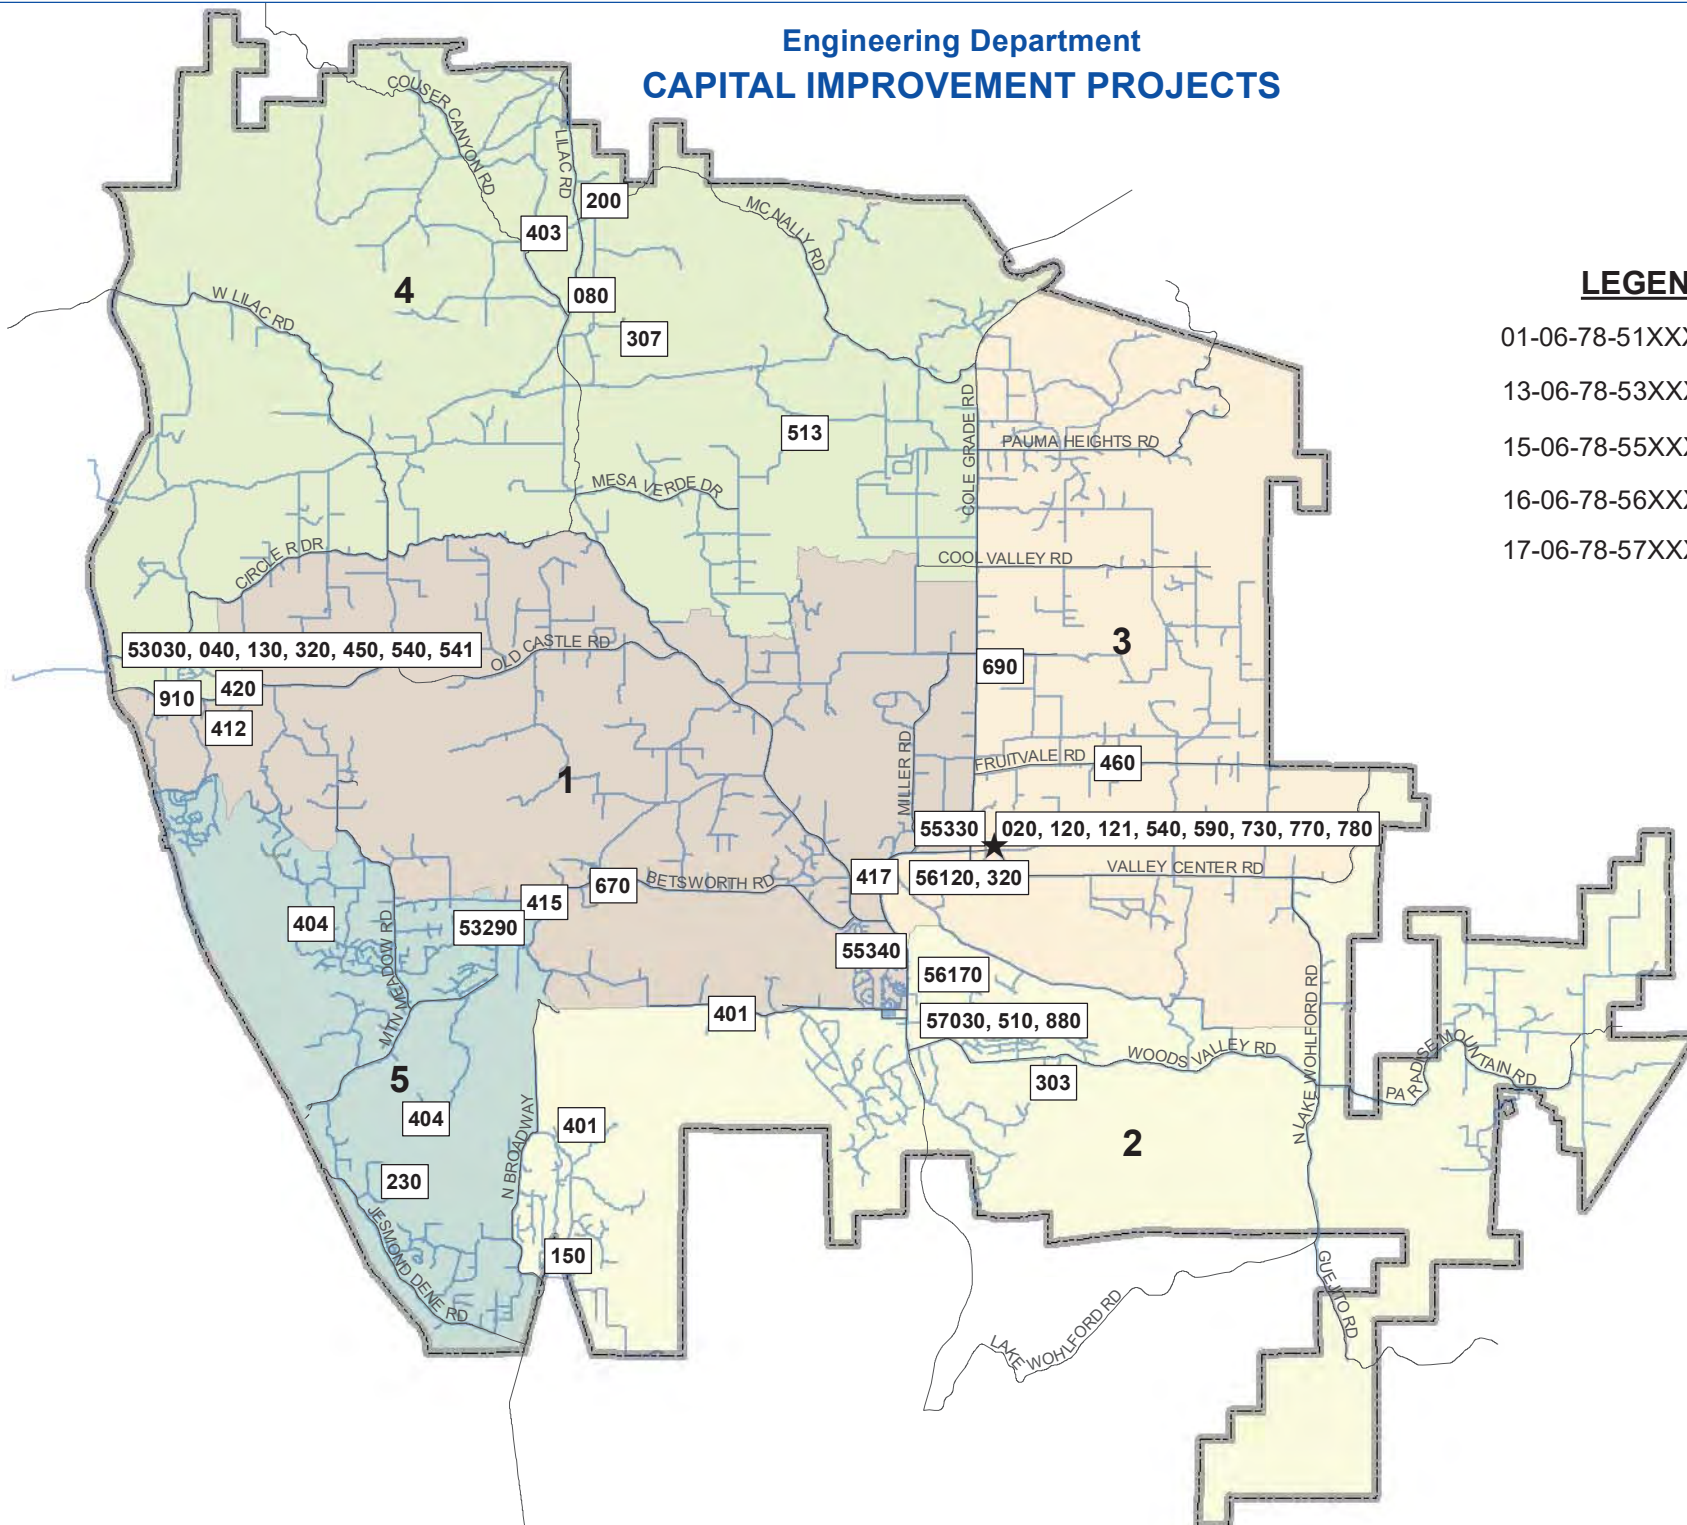 Engineering Department
CAPITAL IMPROVEMENT PROJECTS
COUSER CANYON RD
LILAC RD
200
MC NALLY RD
403
4
080
W LILAC RD
307
LEGEN
01-06-78-51XXX
13-06-78-53XXX
15-06-78-55XXX
16-06-78-56XXX
17-06-78-57XXX
513
COLE GRADE RD
PAUMA HEIGHTS RD
MESA VERDE DR
CIRCLE R DR
COOL VALLEY RD
53030, 040, 130, 320, 450, 540, 541
OLD CASTLE RD
3
690
910
420
412
1
MILLER RD
FRUITVALE RD
460
55330
020, 120, 121, 540, 590, 730, 770, 780
417
56120, 320
VALLEY CENTER RD
670
BETSWORTH RD
415
404
53290
MTN MEADOW RD
55340
56170
401
57030, 510, 880
WOODS VALLEY RD
303
N LAKE WOHLFORD RD
PARADISE MOUNTAIN RD
5
404
401
N BROADWAY
2
230
JESMOND DENE RD
150
GUEJITO RD
LAKE WOHLFORD RD